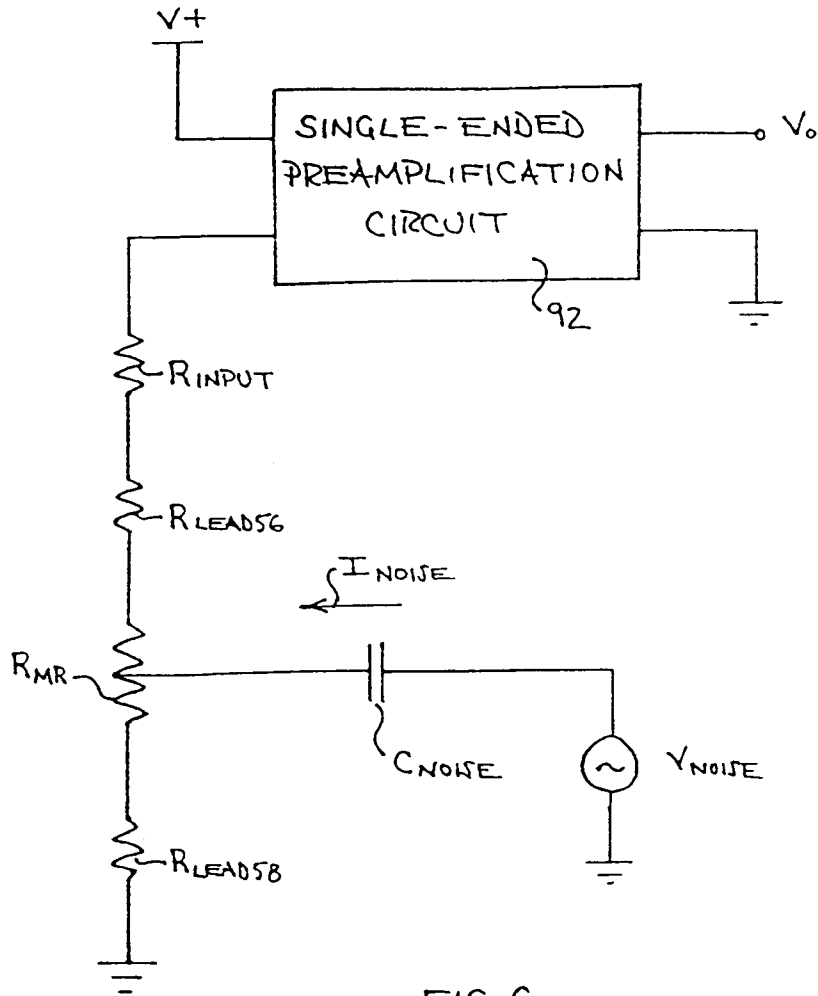 V+
SINGLE-ENDED
PREAMPLIFICATION
CIRCUIT
Vo
92
RINPUT
RLEAD56
INOISE
RMR
CNOISE
VNOISE
RLEAD58